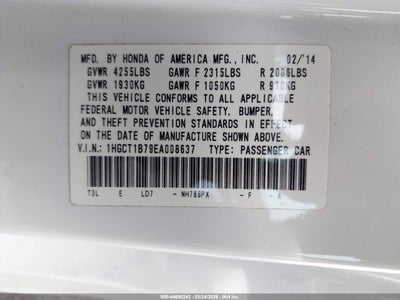 MFD. BY HONDA OF AMERICA MFG., INC. 02/'14
GVWR 4255LBS GAWR F 2315LBS R 2006LBS
GVWR 1930KG GAWR F 1050KG R 910KG
THIS VEHICLE CONFORMS TO ALL APPLICABLE
FEDERAL MOTOR VEHICLE SAFETY, BUMPER,
AND THEFT PREVENTION STANDARDS IN EFFECT
ON THE DATE OF MANUFACTURE SHOWN ABOVE.
V.I.N.: 1HGCT1B79EA008637 TYPE: PASSENGER CAR
T3L E LD7 - NH788PX - F - A